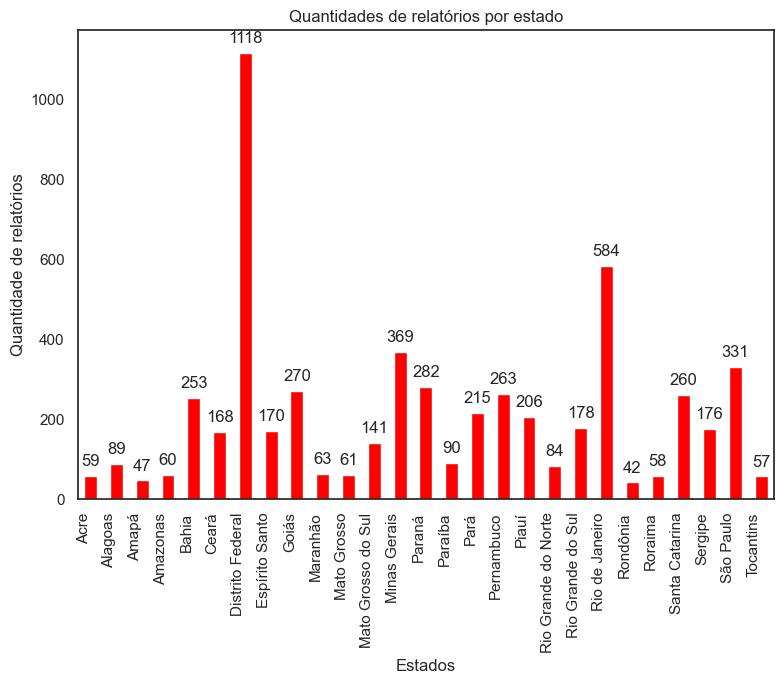 Quantidades de relatórios por estado
1118
1000
800
600
400
200
0
Quantidade de relatórios
59
89
47
60
253
168
170
270
63
61
141
369
282
90
215
263
206
84
178
584
42
58
260
176
331
57
Acre
Alagoas
Amapá
Amazonas
Bahia
Ceará
Distrito Federal
Espírito Santo
Goiás
Maranhão
Mato Grosso
Mato Grosso do Sul
Minas Gerais
Paraná
Paraíba
Pará
Pernambuco
Piauí
Rio Grande do Norte
Rio Grande do Sul
Rio de Janeiro
Rondônia
Roraima
Santa Catarina
Sergipe
São Paulo
Tocantins
Estados